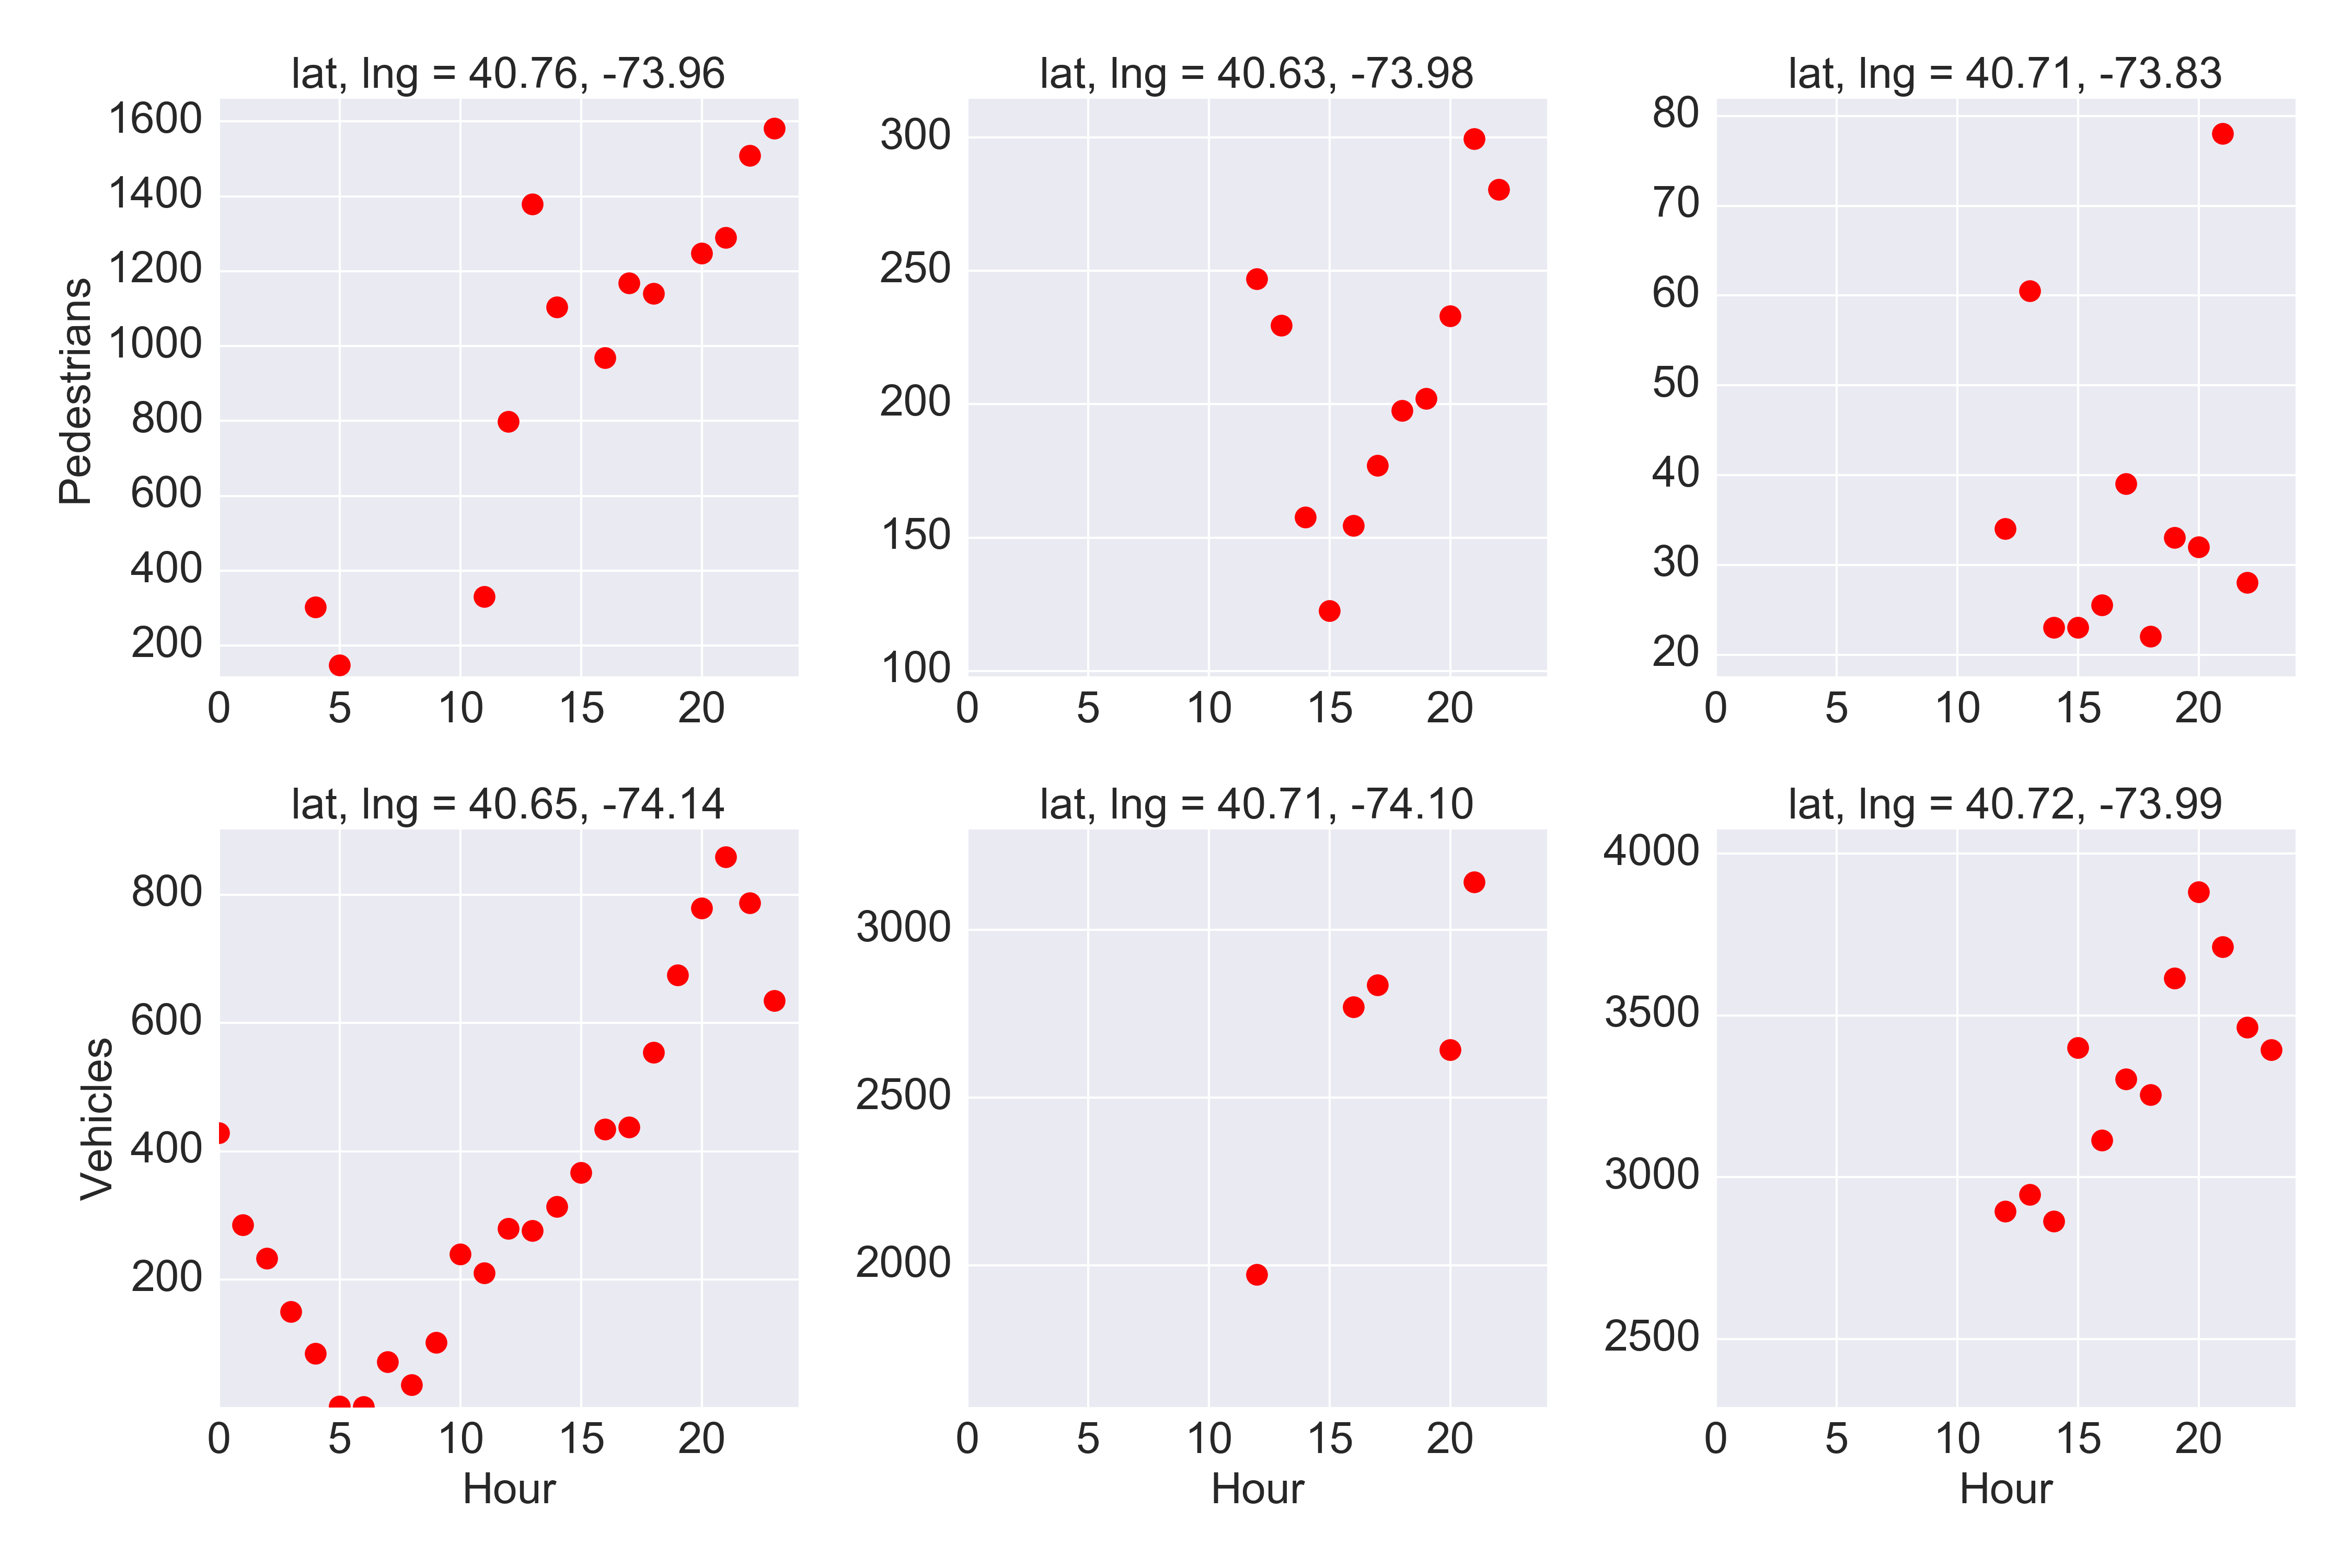 lat, lng = 40.76, -73.96
lat, lng = 40.63, -73.98
lat, lng = 40.71, -73.83
Pedestrians
1600
1400
1200
1000
800
600
400
200
0 5 10 15 20
300
250
200
150
100
0 5 10 15 20
80
70
60
50
40
30
20
0 5 10 15 20
lat, lng = 40.65, -74.14
lat, lng = 40.71, -74.10
lat, lng = 40.72, -73.99
Vehicles
800
600
400
200
0 5 10 15 20
Hour
3000
2500
2000
0 5 10 15 20
Hour
4000
3500
3000
2500
0 5 10 15 20
Hour